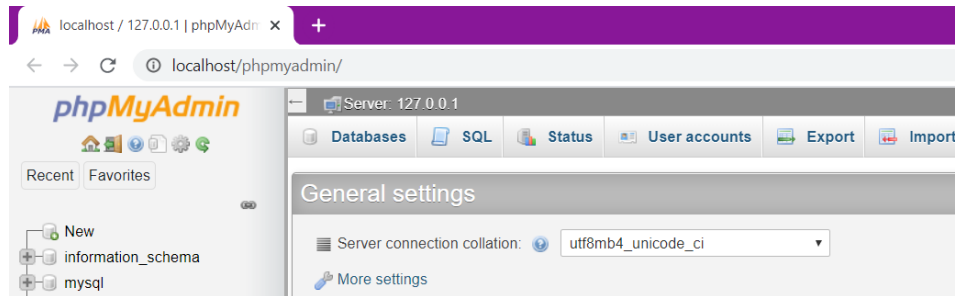 localhost / 127.0.0.1 | phpMyAdm
localhost/phpmyadmin/
phpMyAdmin
Server: 127.0.0.1
Databases SQL Status User accounts Export Import
Recent Favorites
General settings
New
Server connection collation: utf8mb4_unicode_ci
information_schema
More settings
mysql